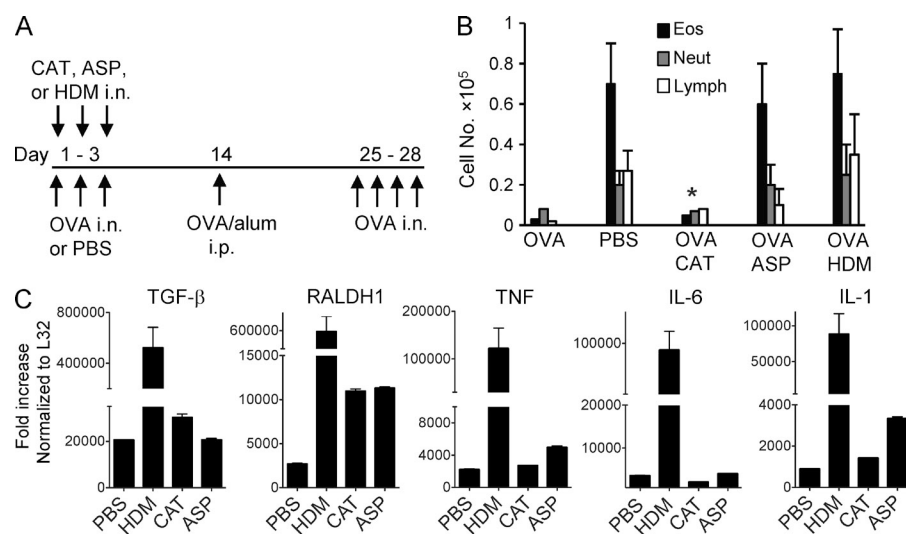 A
CAT, ASP,
or HDM i.n.
Day 1 - 3 14 25 - 28
OVA i.n.
or PBS
OVA/alum
i.p.
OVA i.n.
B
Cell No. ×10⁵
1
0.8
0.6
0.4
0.2
0
Eos
Neut
Lymph
*
OVA PBS OVA OVA OVA
CAT ASP HDM
C
Fold increase
Normalized to L32
TGF-β
800000
600000
400000
20000
0
PBS HDM CAT ASP
RALDH1
600000
15000
10000
5000
0
PBS HDM CAT ASP
TNF
200000
100000
6000
4000
2000
0
PBS HDM CAT ASP
IL-6
100000
20000
10000
PBS HDM CAT ASP
IL-1
100000
75000
50000
4000
2000
0
PBS HDM CAT ASP